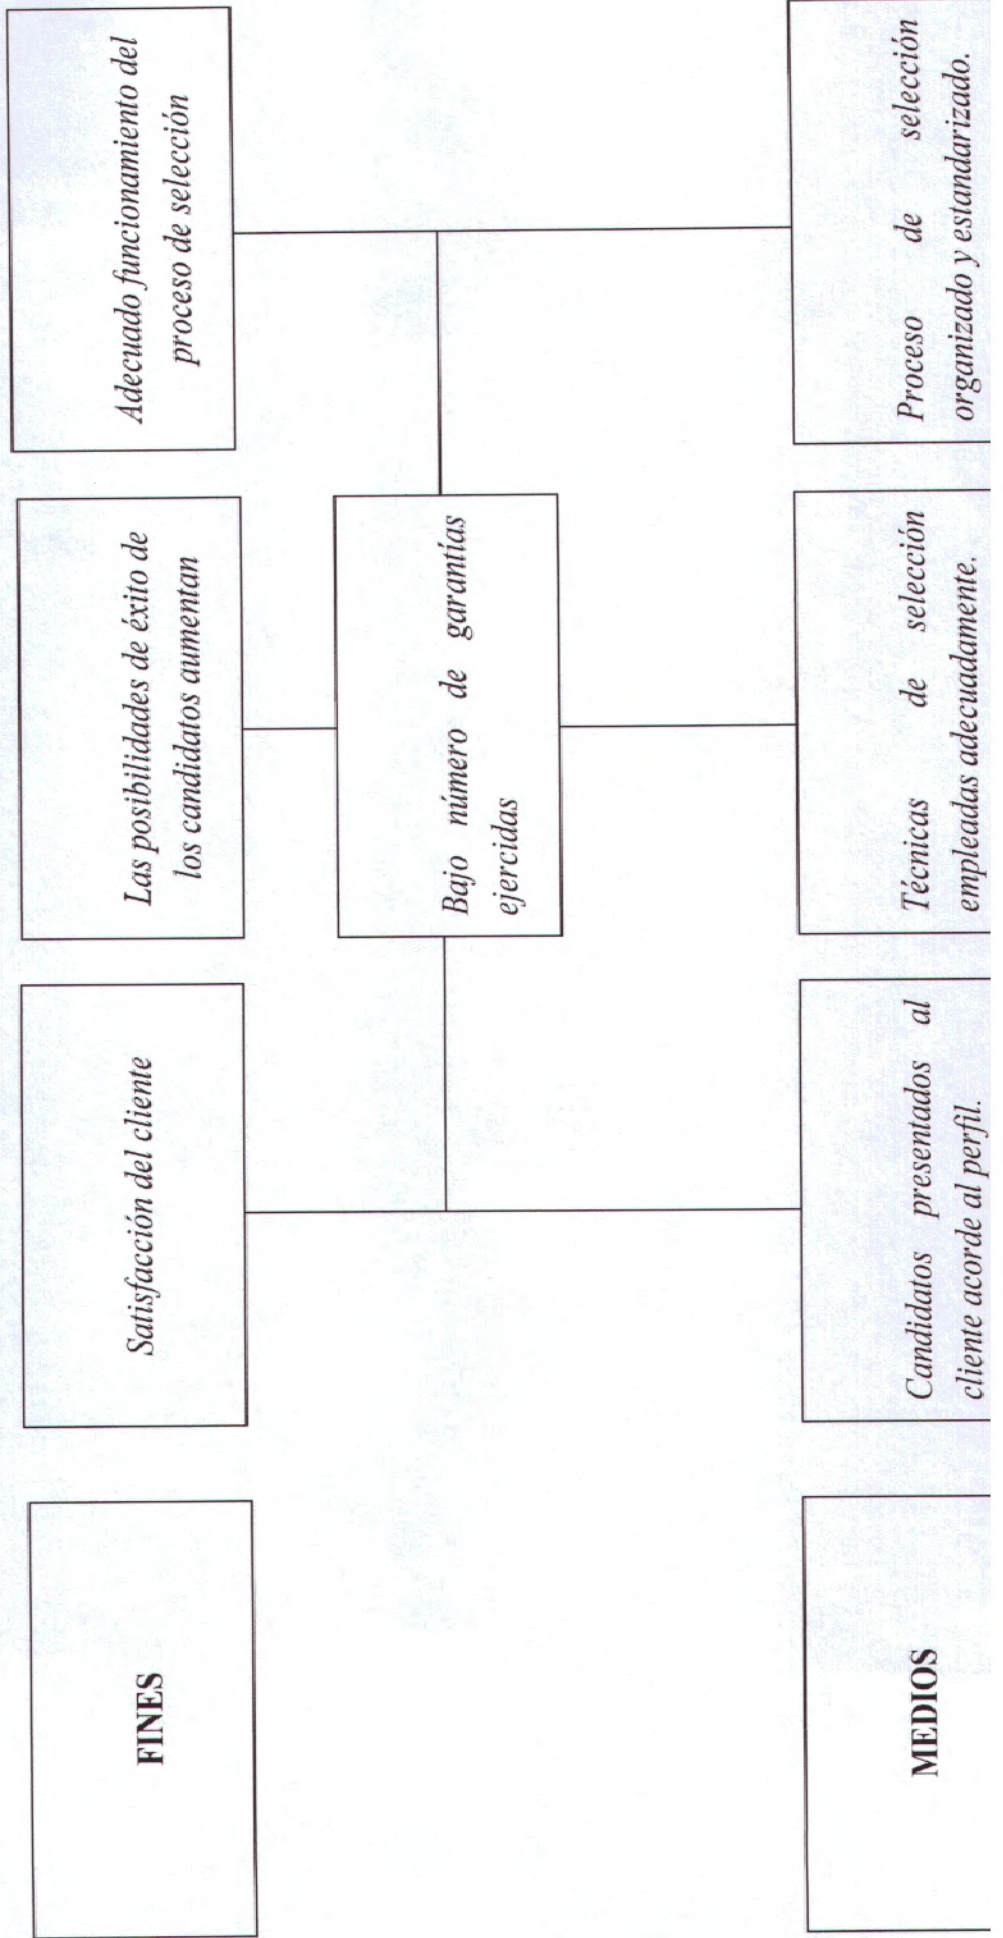 FINES
Satisfacción del cliente
Las posibilidades de éxito de
los candidatos aumentan
Adecuado funcionamiento del
proceso de selección
Bajo número de garantías
ejercidas
MEDIOS
Candidatos presentados al
cliente acorde al perfil.
Técnicas de selección
empleadas adecuadamente.
Proceso de selección
organizado y estandarizado.